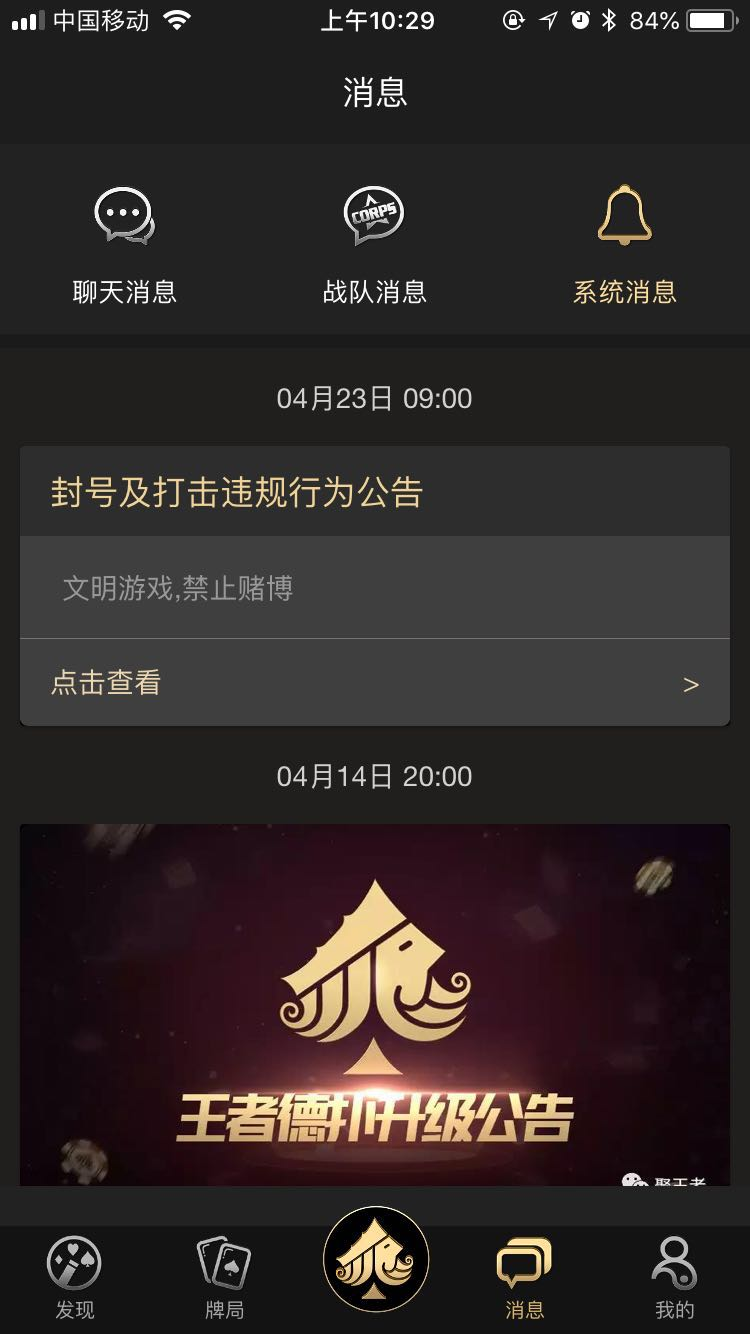 中国移动
上午10:29
84%
消息
CORPS
聊天消息
战队消息
系统消息
04月23日 09:00
封号及打击违规行为公告
文明游戏,禁止赌博
点击查看
>
04月14日 20:00
王者德扑升级公告
聚王者
发现
牌局
消息
我的